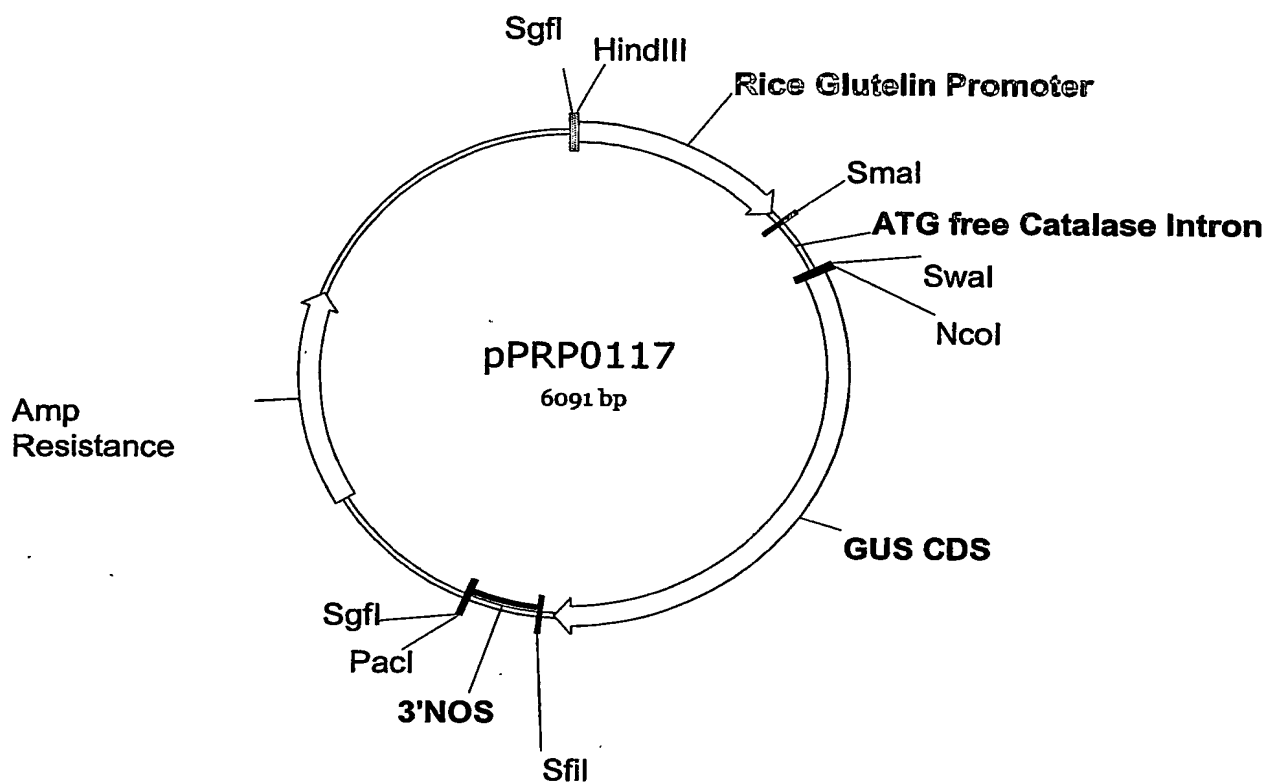 SgfI
HindIII
Rice Glutelin Promoter
SmaI
ATG free Catalase Intron
SwaI
NcoI
pPRP0117
6091 bp
Amp
Resistance
GUS CDS
SgfI
PacI
3'NOS
SfiI